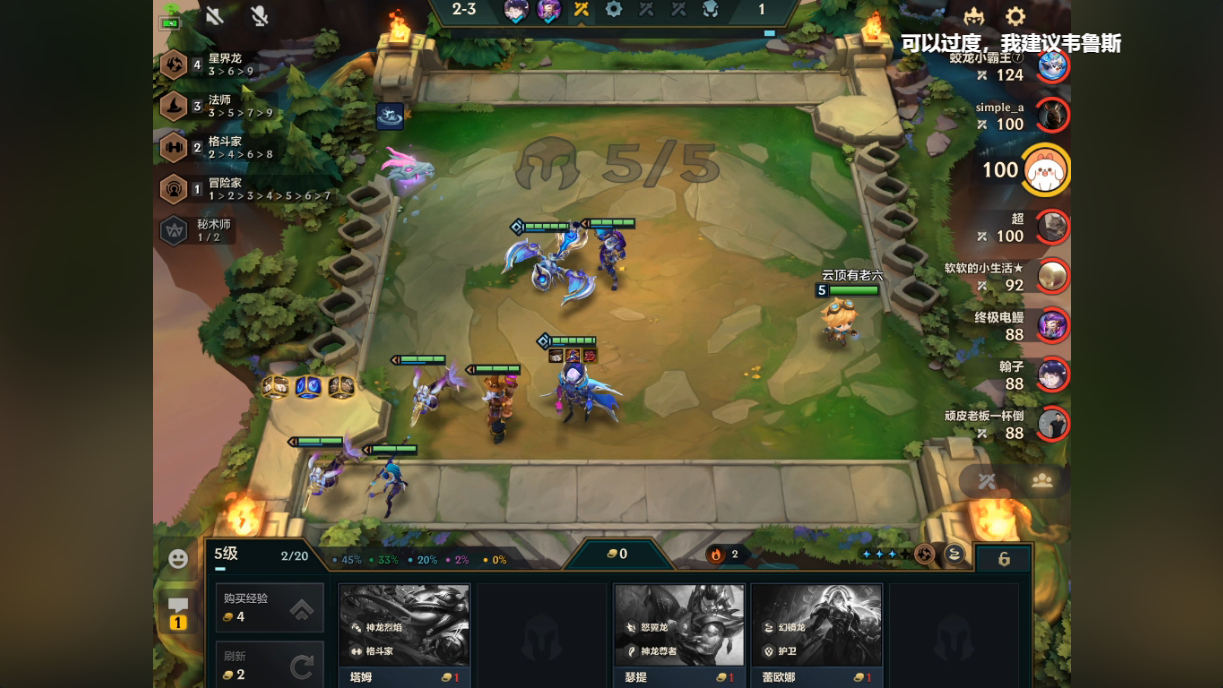 2-3
1
可以过度，我建议韦鲁斯
4 星界龙
3 > 6 > 9
3 法师
3 > 5 > 7 > 9
2 格斗家
2 > 4 > 6 > 8
1 冒险家
1 > 2 > 3 > 4 > 5 > 6 > 7
秘术师
1 / 2
5/5
蛟龙小霸王⑦
124
simple_a
100
100
超
100
软软的小生活★
92
终极电鳗
88
翰子
88
顽皮老板一杯倒
88
云顶有老六
5
5级
2/20
45% 33% 20% 2% 0%
0
2
购买经验
4
刷新
2
1
神龙烈焰
格斗家
塔姆 1
怒翼龙
神龙尊者
瑟提 1
幻镜龙
护卫
蕾欧娜 1